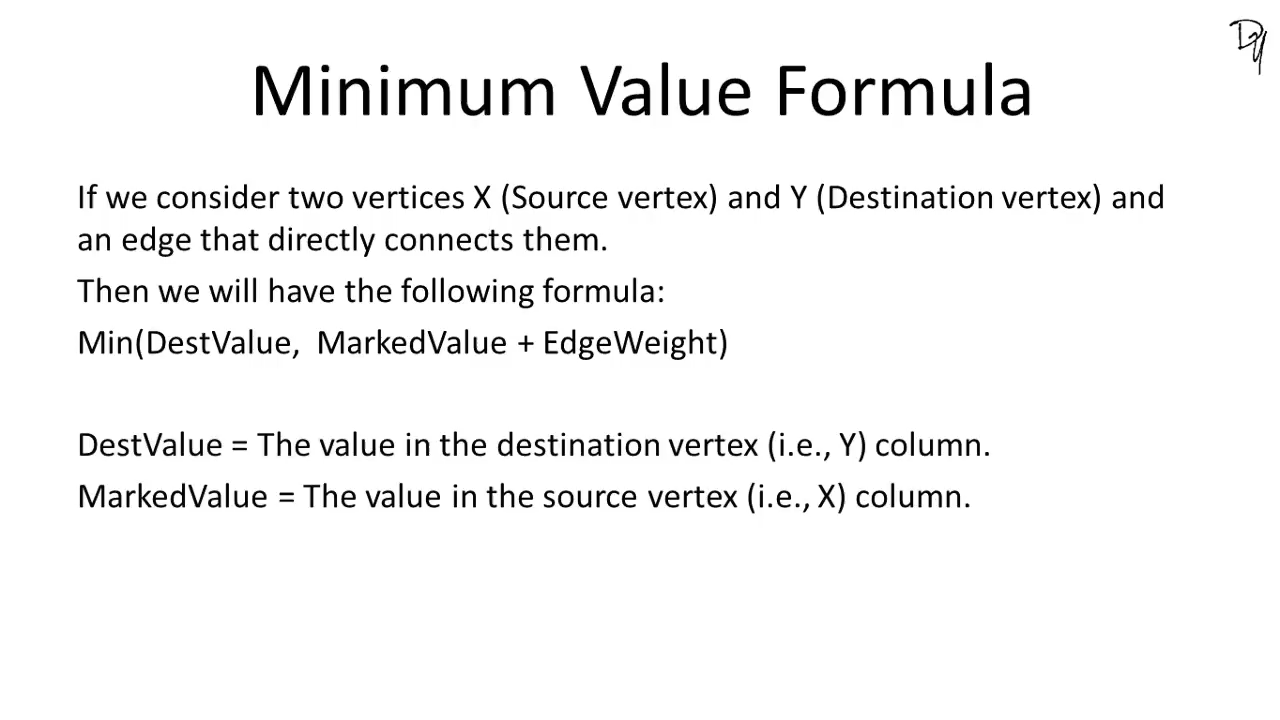 Minimum Value Formula
If we consider two vertices X (Source vertex) and Y (Destination vertex) and
an edge that directly connects them.
Then we will have the following formula:
Min(DestValue,  MarkedValue + EdgeWeight)
DestValue = The value in the destination vertex (i.e., Y) column.
MarkedValue = The value in the source vertex (i.e., X) column.